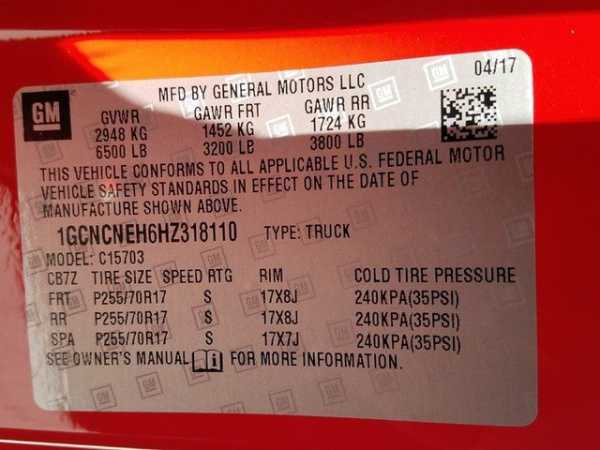 MFD BY GENERAL MOTORS LLC 04/17
GM
GVWR GAWR FRT GAWR RR
2948 KG 1452 KG 1724 KG
6500 LB 3200 LB 3800 LB
THIS VEHICLE CONFORMS TO ALL APPLICABLE U.S. FEDERAL MOTOR
VEHICLE SAFETY STANDARDS IN EFFECT ON THE DATE OF
MANUFACTURE SHOWN ABOVE.
1GCNCNEH6HZ318110 TYPE: TRUCK
MODEL: C15703
CB7Z TIRE SIZE SPEED RTG RIM COLD TIRE PRESSURE
FRT P255/70R17 S 17X8J 240KPA(35PSI)
RR P255/70R17 S 17X8J 240KPA(35PSI)
SPA P255/70R17 S 17X7J 240KPA(35PSI)
SEE OWNER'S MANUAL FOR MORE INFORMATION.